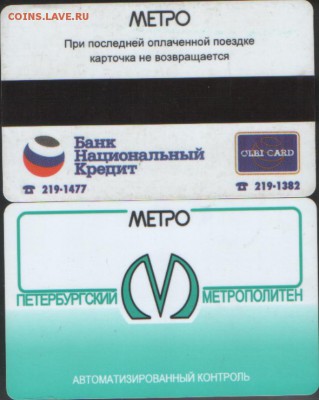 coins.lave.ru
МЕТРО
При последней оплаченной поездке
карточка не возвращается
Банк
Национальный
Кредит
OLBI CARD
☎ 219-1477
☎ 219-1382
МЕТРО
ПЕТЕРБУРГСКИЙ М МЕТРОПОЛИТЕН
АВТОМАТИЗИРОВАННЫЙ КОНТРОЛЬ